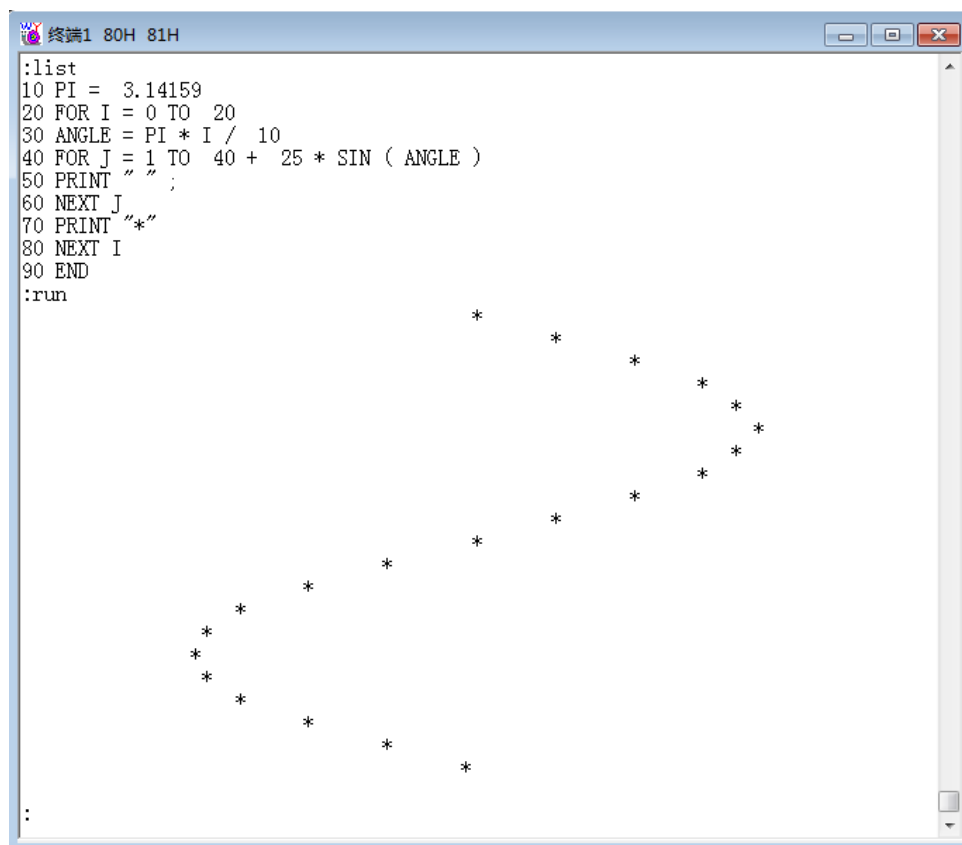 终端1 80H 81H
:list
10 PI =  3.14159
20 FOR I = 0 TO  20
30 ANGLE = PI * I /  10
40 FOR J = 1 TO  40 +  25 * SIN ( ANGLE )
50 PRINT " " ;
60 NEXT J
70 PRINT "*"
80 NEXT I
90 END
:run
                                        *
                                               *
                                                      *
                                                            *
                                                               *
                                                                 *
                                                               *
                                                            *
                                                      *
                                               *
                                        *
                                *
                         *
                   *
                *
               *
                *
                   *
                         *
                                *
                                       *
: